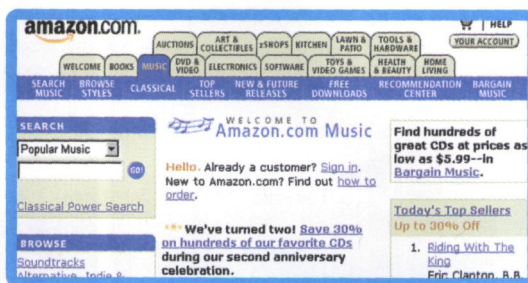 amazon.com.
HELP
YOUR ACCOUNT
AUCTIONS
ART & COLLECTIBLES
zSHOPS
KITCHEN
LAWN & PATIO
TOOLS & HARDWARE
WELCOME
BOOKS
MUSIC
DVD & VIDEO
ELECTRONICS
SOFTWARE
TOYS & VIDEO GAMES
HEALTH & BEAUTY
HOME LIVING
SEARCH MUSIC
BROWSE STYLES
CLASSICAL
TOP SELLERS
NEW & FUTURE RELEASES
FREE DOWNLOADS
RECOMMENDATION CENTER
BARGAIN MUSIC
SEARCH
Popular Music
GO!
Classical Power Search
BROWSE
Soundtracks
Alternative, Indie &
WELCOME TO
Amazon.com Music
Hello. Already a customer? Sign in.
New to Amazon.com? Find out how to
order.
We've turned two! Save 30%
on hundreds of our favorite CDs
during our second anniversary
celebration.
Find hundreds of
great CDs at prices as
low as $5.99--in
Bargain Music.
Today's Top Sellers
Up to 30% Off
1. Riding With The
King
Eric Clapton, B.B.